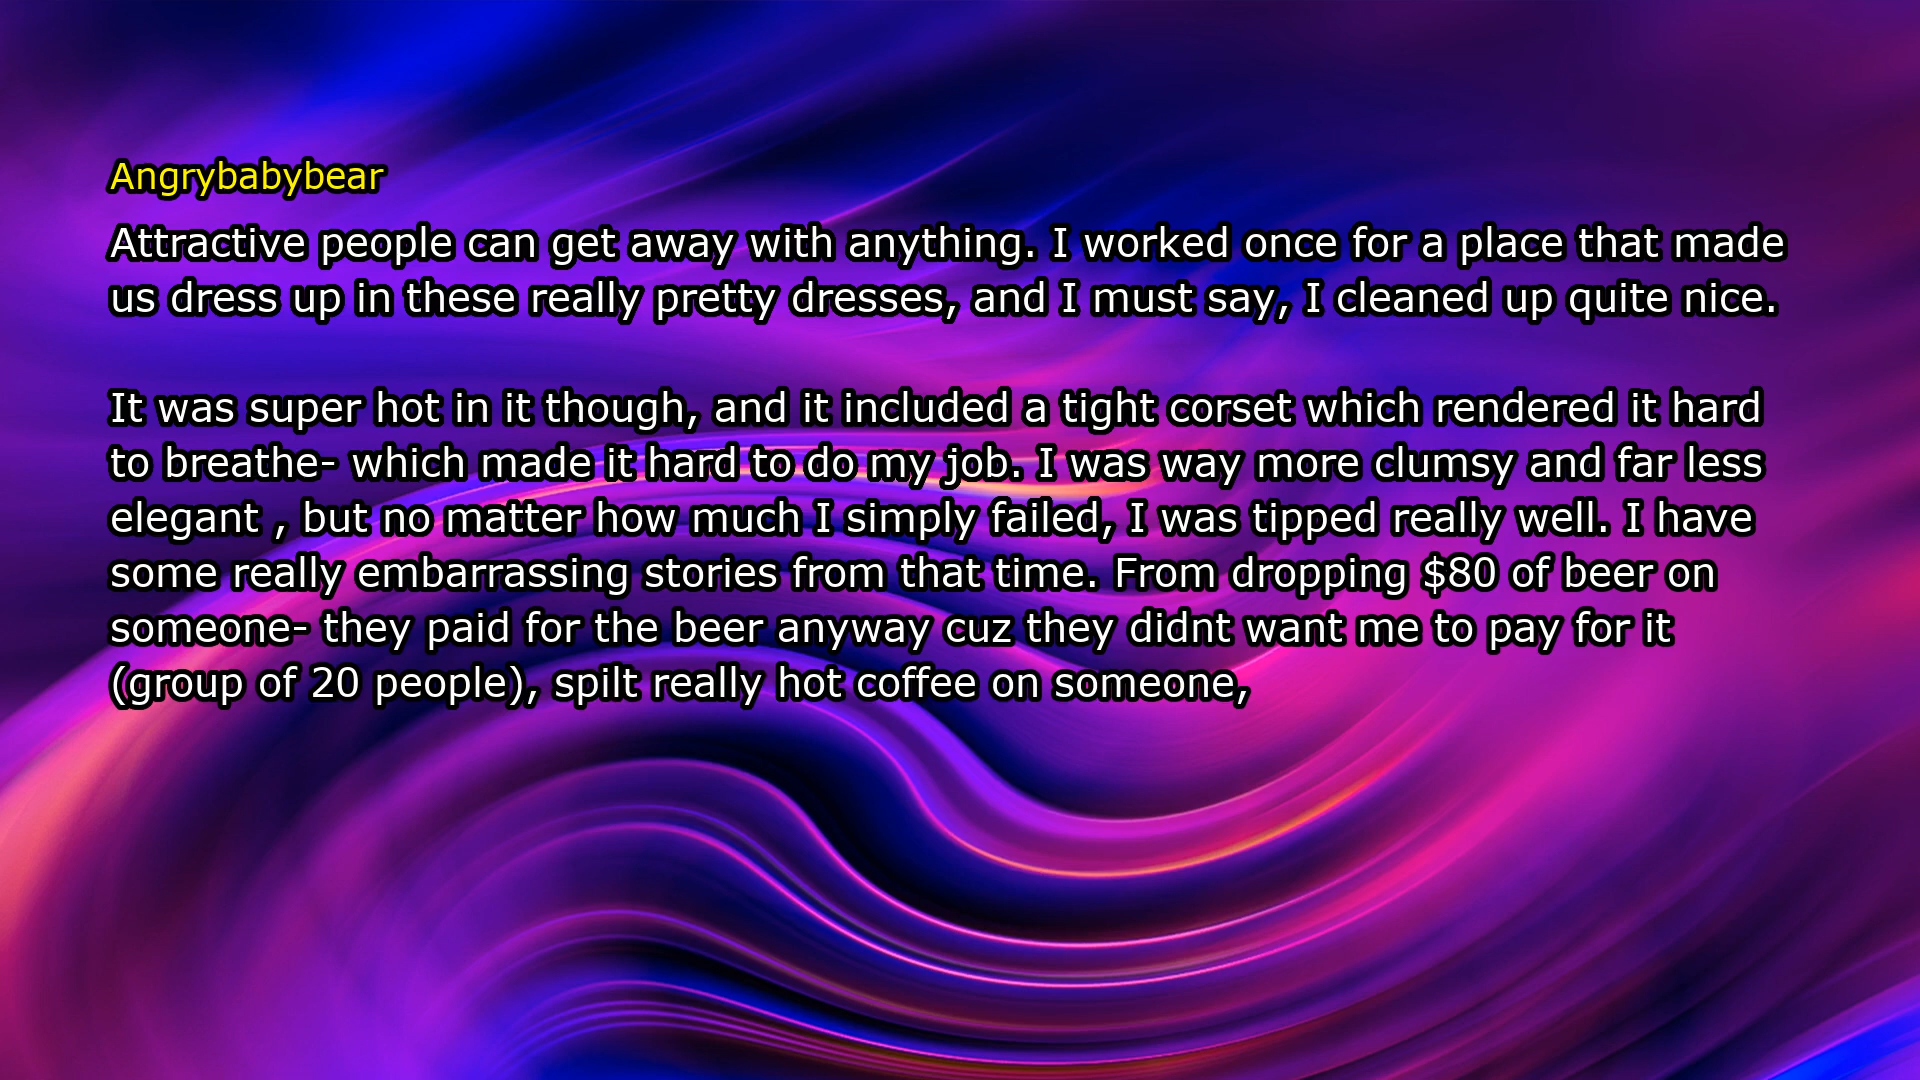 Angrybabybear
Attractive people can get away with anything. I worked once for a place that made
us dress up in these really pretty dresses, and I must say, I cleaned up quite nice.
It was super hot in it though, and it included a tight corset which rendered it hard
to breathe- which made it hard to do my job. I was way more clumsy and far less
elegant , but no matter how much I simply failed, I was tipped really well. I have
some really embarrassing stories from that time. From dropping $80 of beer on
someone- they paid for the beer anyway cuz they didnt want me to pay for it
(group of 20 people), spilt really hot coffee on someone,